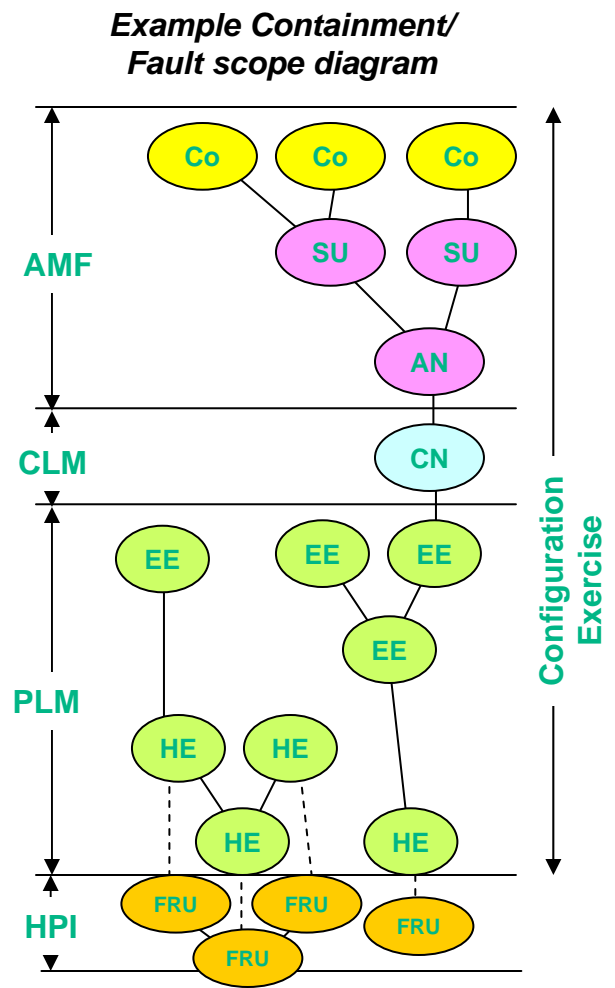 Example Containment/
Fault scope diagram
Co Co Co
SU SU
AMF
AN
CLM
CN
EE EE EE
EE
PLM
HE HE
HE HE
FRU FRU FRU
HPI
FRU
Configuration
Exercise